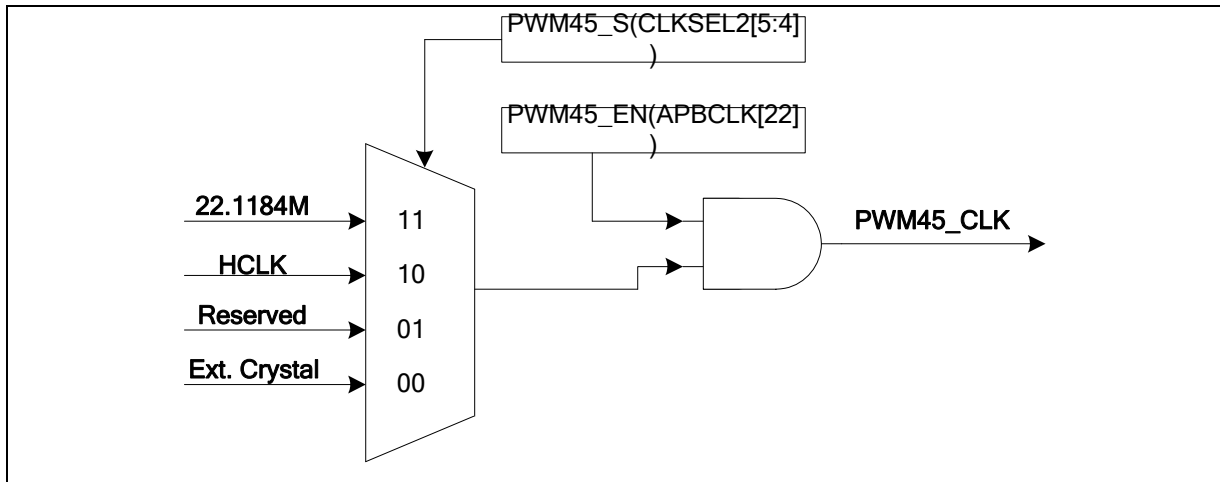 PWM45_S(CLKSEL2[5:4]
)
PWM45_EN(APBCLK[22]
)
22.1184M
11
PWM45_CLK
HCLK
10
Reserved
01
Ext. Crystal
00